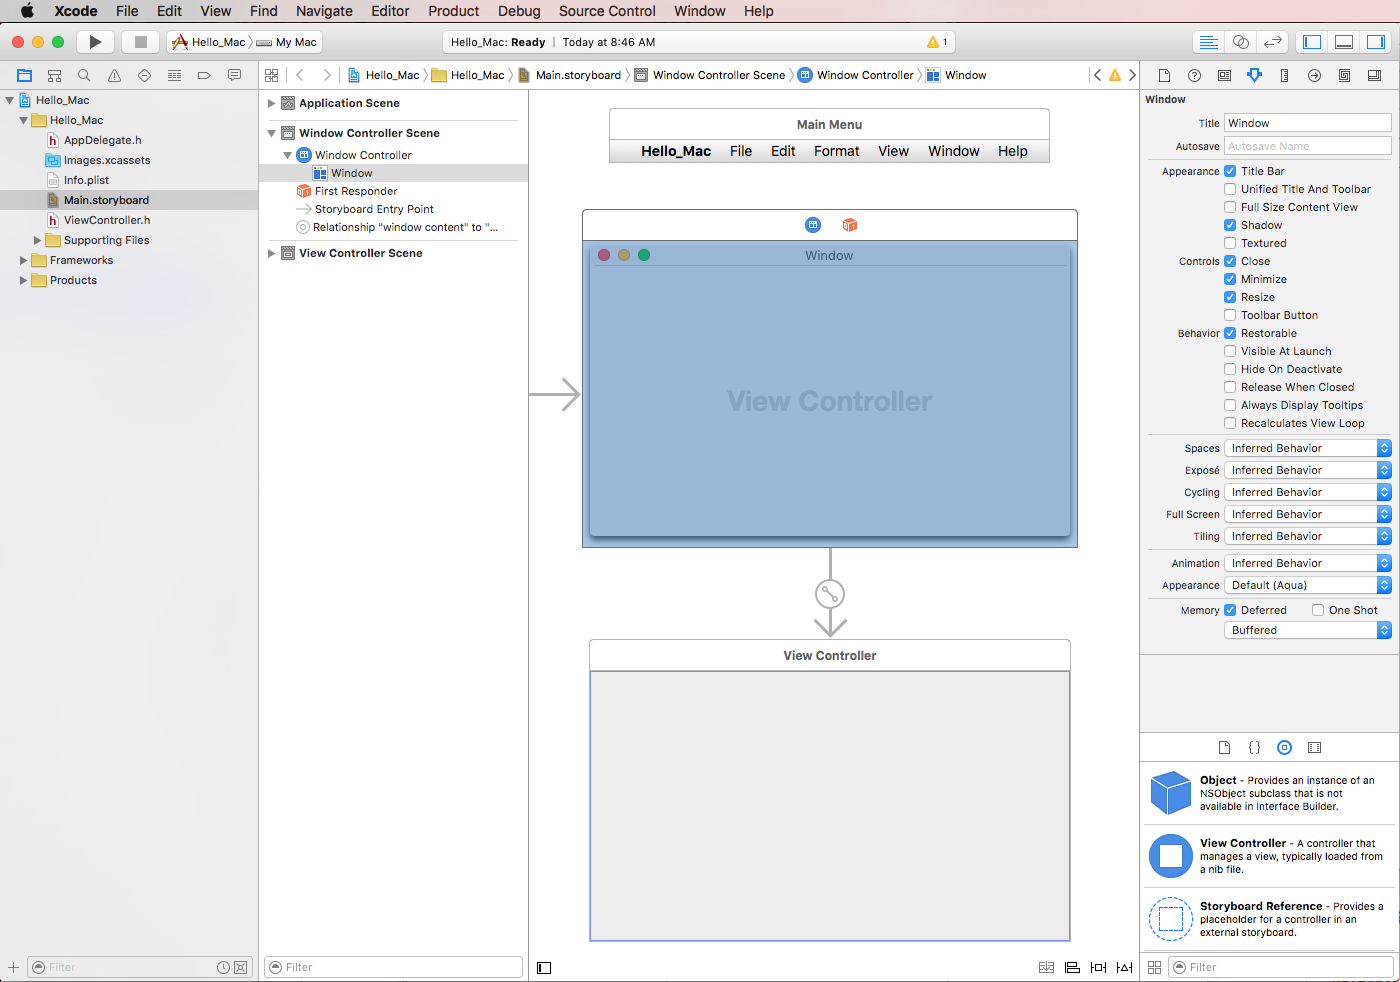 Xcode File Edit View Find Navigate Editor Product Debug Source Control Window Help
Hello_Mac My Mac
Hello_Mac: Ready | Today at 8:46 AM
1
Hello_Mac Hello_Mac Main.storyboard Window Controller Scene Window Controller Window
Hello_Mac
Hello_Mac
AppDelegate.h
Images.xcassets
Info.plist
Main.storyboard
ViewController.h
Supporting Files
Frameworks
Products
Filter
Application Scene
Window Controller Scene
Window Controller
Window
First Responder
Storyboard Entry Point
Relationship "window content" to "...
View Controller Scene
Filter
Main Menu
Hello_Mac File Edit Format View Window Help
Window
View Controller
View Controller
Window
Title Window
Autosave Autosave Name
Appearance Title Bar
Unified Title And Toolbar
Full Size Content View
Shadow
Textured
Controls Close
Minimize
Resize
Toolbar Button
Behavior Restorable
Visible At Launch
Hide On Deactivate
Release When Closed
Always Display Tooltips
Recalculates View Loop
Spaces Inferred Behavior
Exposé Inferred Behavior
Cycling Inferred Behavior
Full Screen Inferred Behavior
Tiling Inferred Behavior
Animation Inferred Behavior
Appearance Default (Aqua)
Memory Deferred One Shot
Buffered
Object - Provides an instance of an
NSObject subclass that is not
available in Interface Builder.
View Controller - A controller that
manages a view, typically loaded from
a nib file.
Storyboard Reference - Provides a
placeholder for a controller in an
external storyboard.
Filter